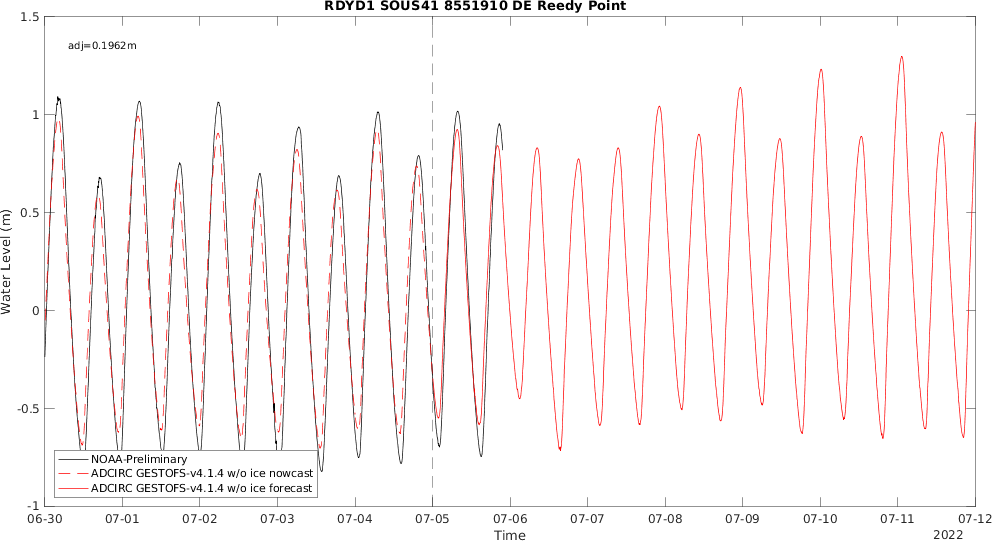 RDYD1 SOUS41 8551910 DE Reedy Point
adj=0.1962m
1.5
1
0.5
0
-0.5
-1
Water Level (m)
NOAA-Preliminary
ADCIRC GESTOFS-v4.1.4 w/o ice nowcast
ADCIRC GESTOFS-v4.1.4 w/o ice forecast
06-30 07-01 07-02 07-03 07-04 07-05 07-06 07-07 07-08 07-09 07-10 07-11 07-12
Time
2022